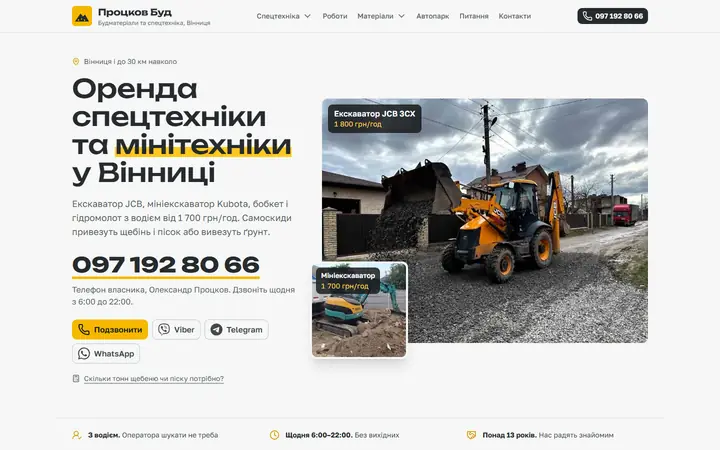 Процков Буд
Будматеріали та спецтехніка, Вінниця
Спецтехніка
Роботи
Матеріали
Автопарк
Питання
Контакти
097 192 80 66
Вінниця і до 30 км навколо
Оренда
спецтехніки
та мінітехніки
у Вінниці
Екскаватор JCB, мініекскаватор Kubota, бобкет і
гідромолот з водієм від 1 700 грн/год. Самоскиди
привезуть щебінь і пісок або вивезуть ґрунт.
097 192 80 66
Телефон власника, Олександр Процков. Дзвоніть щодня
з 6:00 до 22:00.
Подзвонити
Viber
Telegram
WhatsApp
Скільки тонн щебеню чи піску потрібно?
Екскаватор JCB 3CX
1 800 грн/год
Мініекскаватор
1 700 грн/год
З водієм. Оператора шукати не треба
Щодня 6:00–22:00. Без вихідних
Понад 13 років. Нас радять знайомим